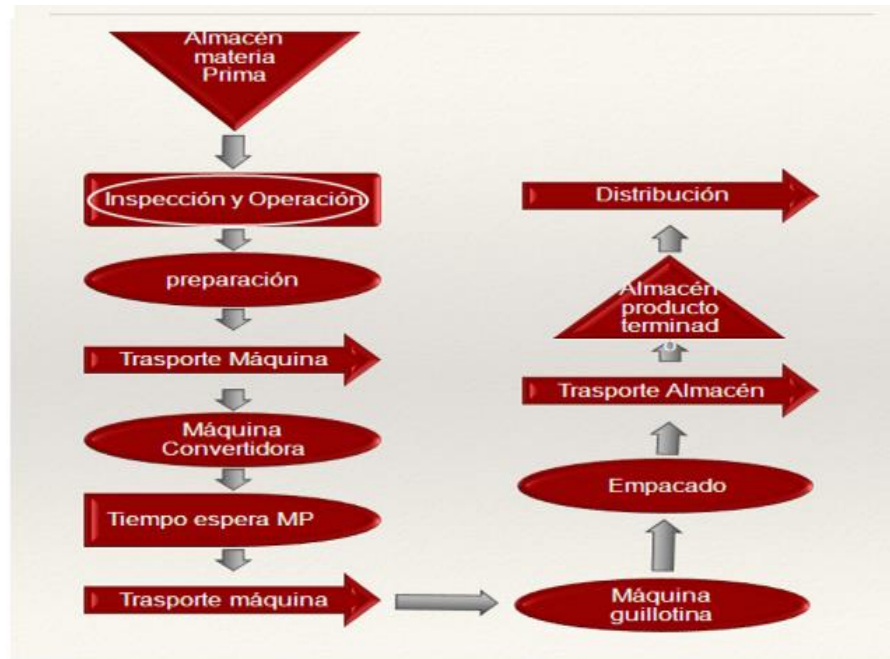 Almacén
materia
Prima
Inspección y Operación
preparación
Trasporte Máquina
Máquina
Convertidora
Tiempo espera MP
Trasporte máquina
Máquina
guillotina
Empacado
Trasporte Almacén
Almacén
producto
terminad
o
Distribución